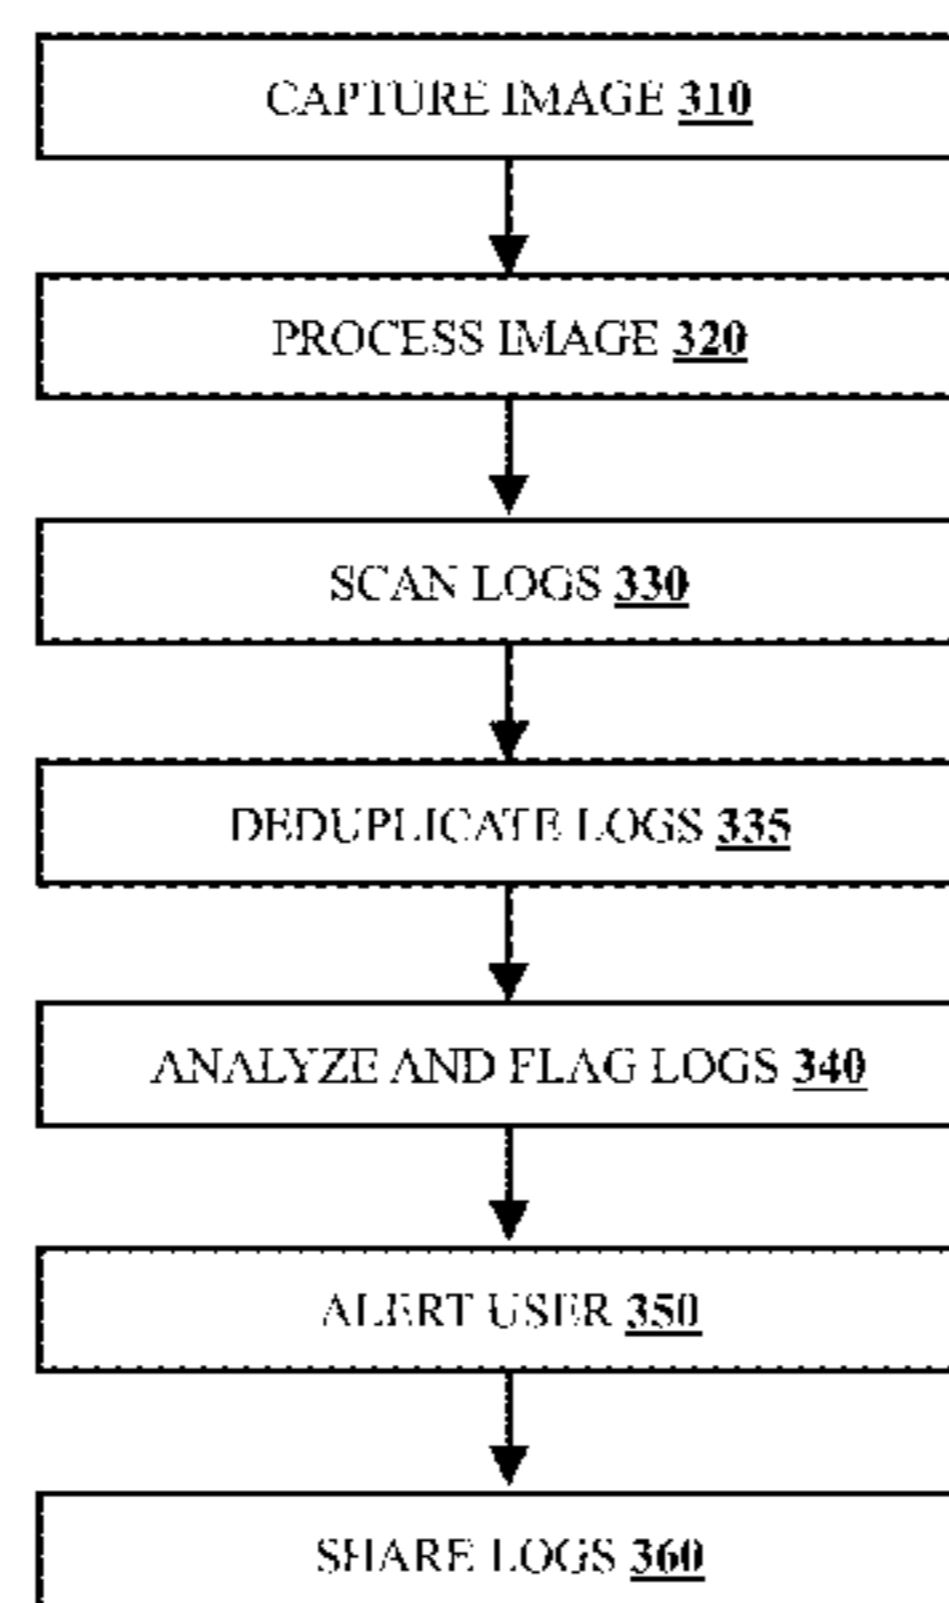 CAPTURE IMAGE 310
PROCESS IMAGE 320
SCAN LOGS 330
DEDUPLICATE LOGS 335
ANALYZE AND FLAG LOGS 340
ALERT USER 350
SHARE LOGS 360